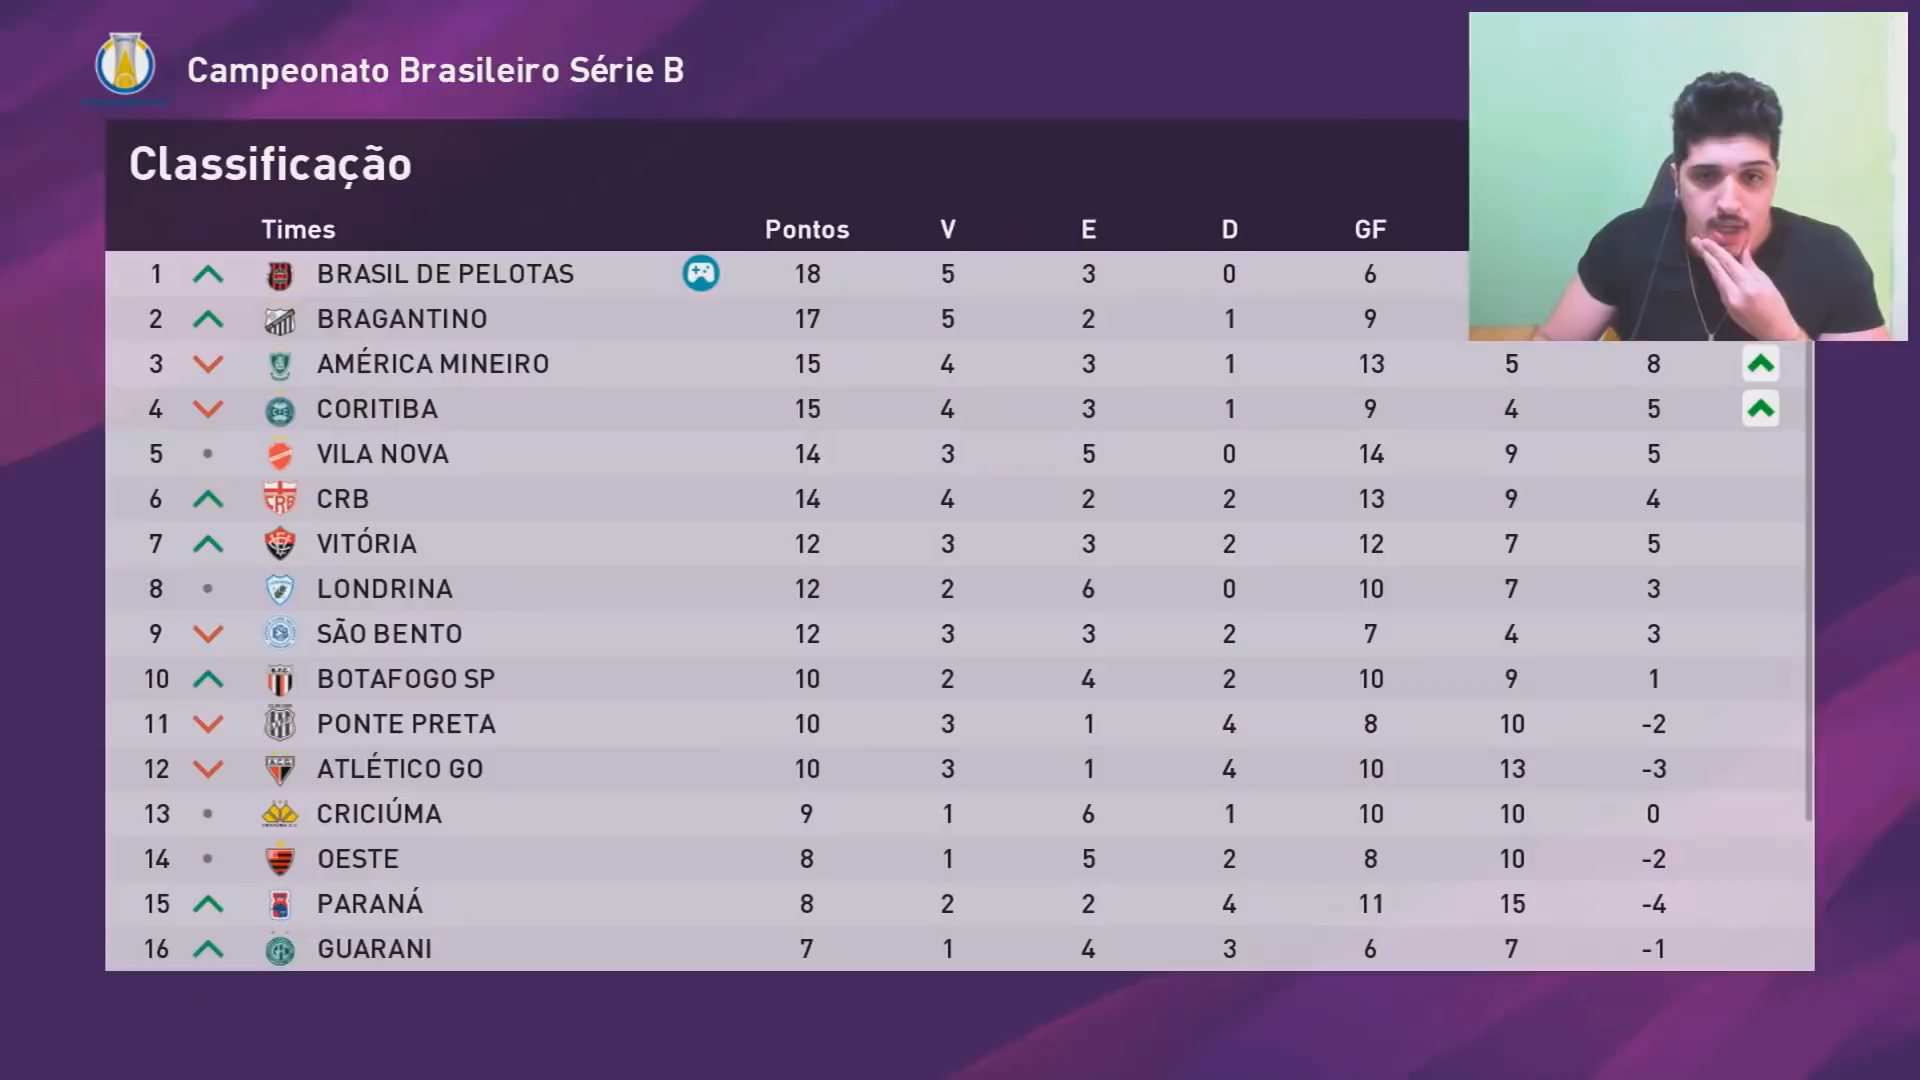 Campeonato Brasileiro Série B
Classificação
Times Pontos V E D GF
1 BRASIL DE PELOTAS 18 5 3 0 6
2 BRAGANTINO 17 5 2 1 9
3 AMÉRICA MINEIRO 15 4 3 1 13 5 8
4 CORITIBA 15 4 3 1 9 4 5
5 VILA NOVA 14 3 5 0 14 9 5
6 CRB 14 4 2 2 13 9 4
7 VITÓRIA 12 3 3 2 12 7 5
8 LONDRINA 12 2 6 0 10 7 3
9 SÃO BENTO 12 3 3 2 7 4 3
10 BOTAFOGO SP 10 2 4 2 10 9 1
11 PONTE PRETA 10 3 1 4 8 10 -2
12 ATLÉTICO GO 10 3 1 4 10 13 -3
13 CRICIÚMA 9 1 6 1 10 10 0
14 OESTE 8 1 5 2 8 10 -2
15 PARANÁ 8 2 2 4 11 15 -4
16 GUARANI 7 1 4 3 6 7 -1